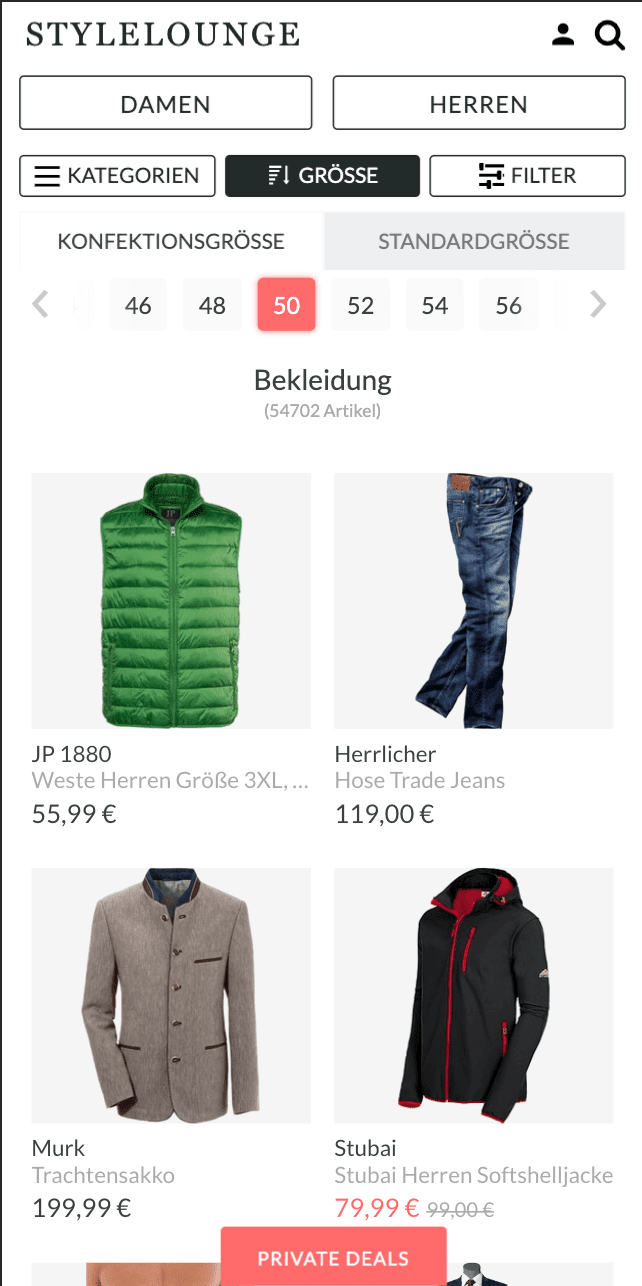 STYLELOUNGE
DAMEN HERREN
KATEGORIEN GRÖSSE FILTER
KONFEKTIONSGRÖSSE STANDARDGRÖSSE
46 48 50 52 54 56
Bekleidung
(54702 Artikel)
JP
JP 1880 Herrlicher
Weste Herren Größe 3XL, ... Hose Trade Jeans
55,99 € 119,00 €
Murk Stubai
Trachtensakko Stubai Herren Softshelljacke
199,99 € 79,99 € 99,00 €
PRIVATE DEALS